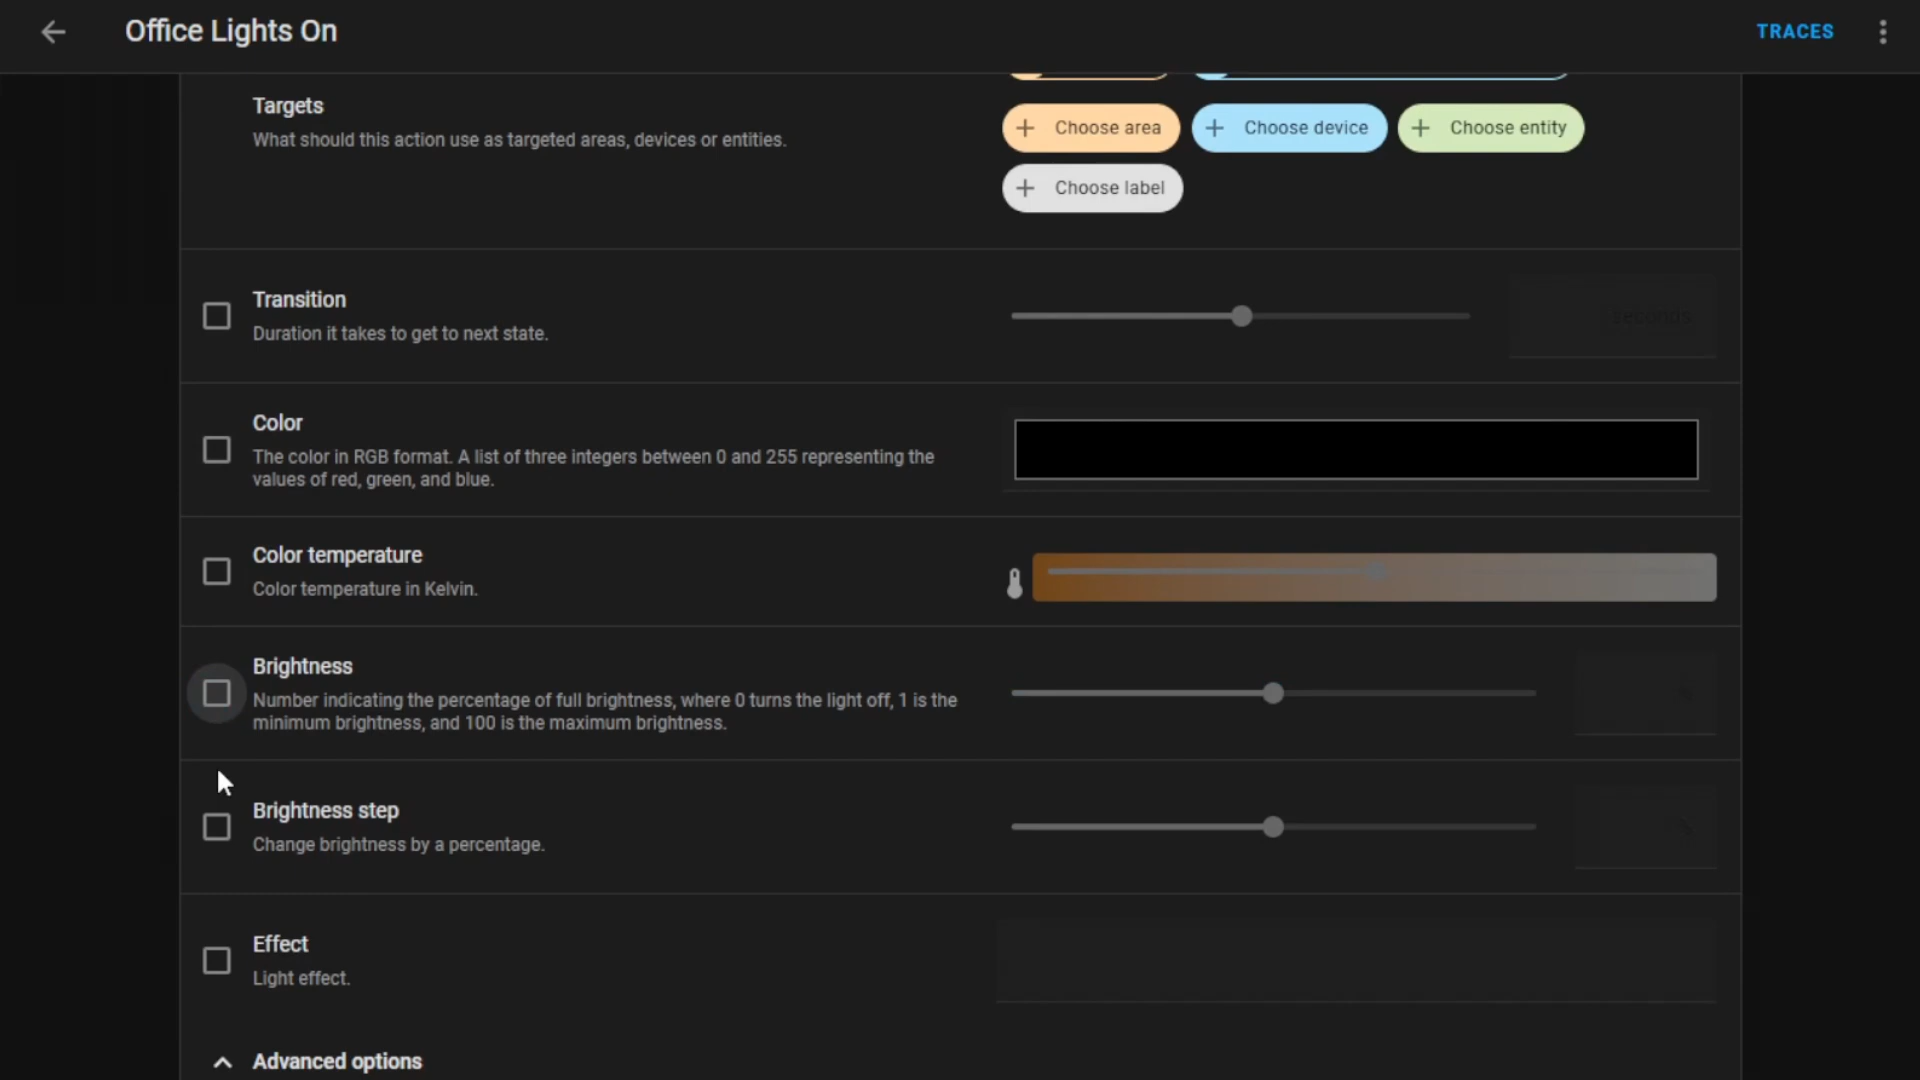 Office Lights On
TRACES
Targets
What should this action use as targeted areas, devices or entities.
Choose area
Choose device
Choose entity
Choose label
Transition
Duration it takes to get to next state.
seconds
Color
The color in RGB format. A list of three integers between 0 and 255 representing the
values of red, green, and blue.
Color temperature
Color temperature in Kelvin.
Brightness
Number indicating the percentage of full brightness, where 0 turns the light off, 1 is the
minimum brightness, and 100 is the maximum brightness.
Brightness step
Change brightness by a percentage.
Effect
Light effect.
Advanced options